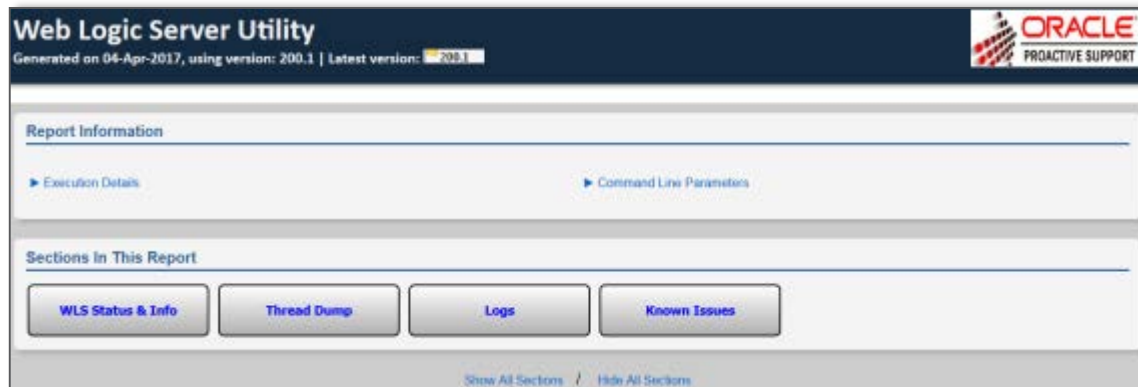 Web Logic Server Utility
Generated on 04-Apr-2017, using version: 200.1 | Latest version: 200.1
ORACLE
PROACTIVE SUPPORT
Report Information
Execution Details
Command Line Parameters
Sections In This Report
WLS Status & Info
Thread Dump
Logs
Known Issues
Show All Sections / Hide All Sections